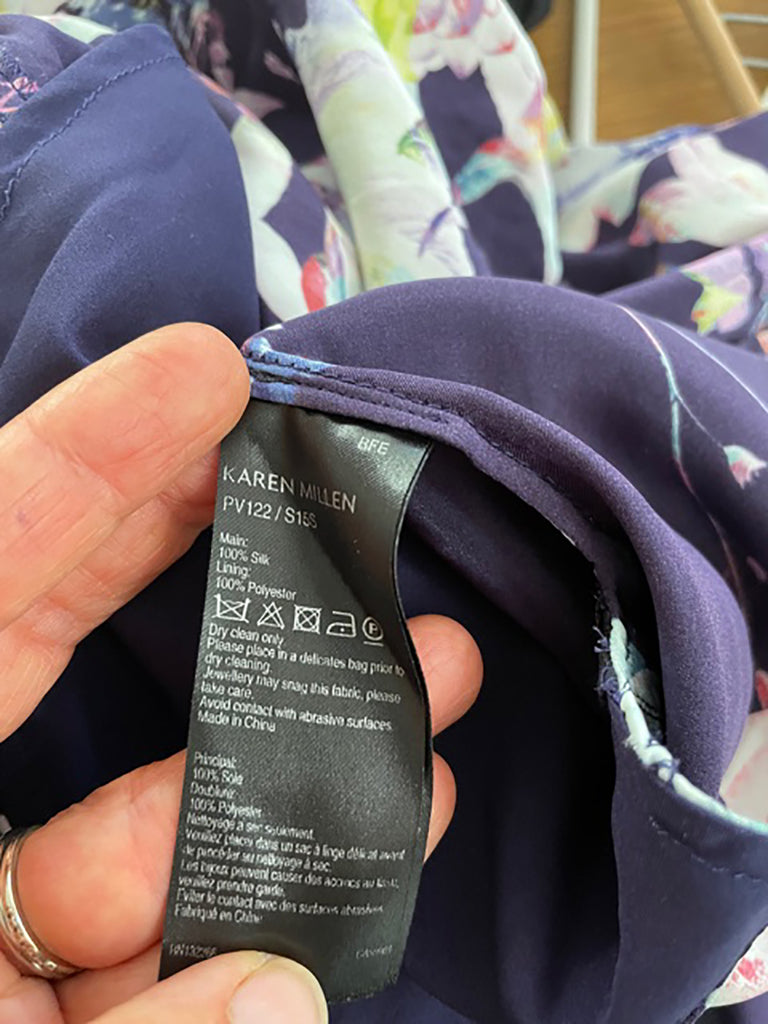 BFE
KAREN MILLEN
PV122 / S15S
Main:
100% Silk
Lining:
100% Polyester
P
Dry clean only
Please place in a delicates bag prior to
dry cleaning.
Jewellery may snag this fabric, please
take care.
Avoid contact with abrasive surfaces.
Made in China
Principal:
100% Soie
Doublure:
100% Polyester
Nettoyage à sec seulement.
Veuillez placer dans un sac à linge délicat avant
de procéder au nettoyage à sec.
Les bijoux peuvent causer des accrocs au tissu,
veuillez prendre garde.
Eviter le contact avec des surfaces abrasives.
Fabriqué en Chine